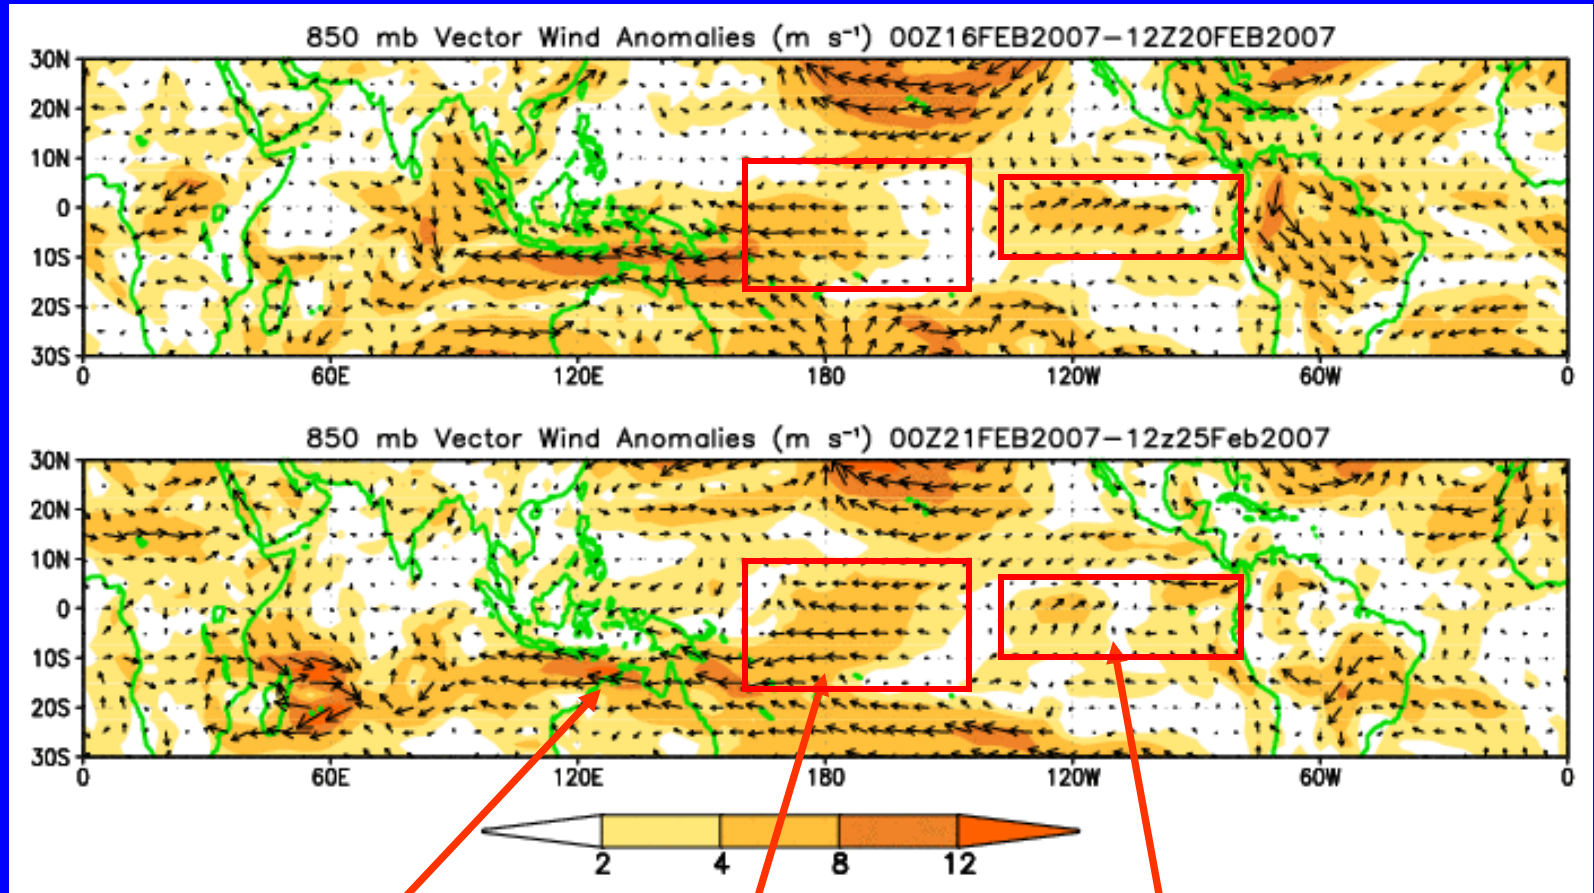 850 mb Vector Wind Anomalies (m s⁻¹) 00Z16FEB2007−12Z20FEB2007
30N
20N
10N
0
10S
20S
30S
0 60E 120E 180 120W 60W 0
850 mb Vector Wind Anomalies (m s⁻¹) 00Z21FEB2007−12z25Feb2007
30N
20N
10N
0
10S
20S
30S
0 60E 120E 180 120W 60W 0
2 4 8 12